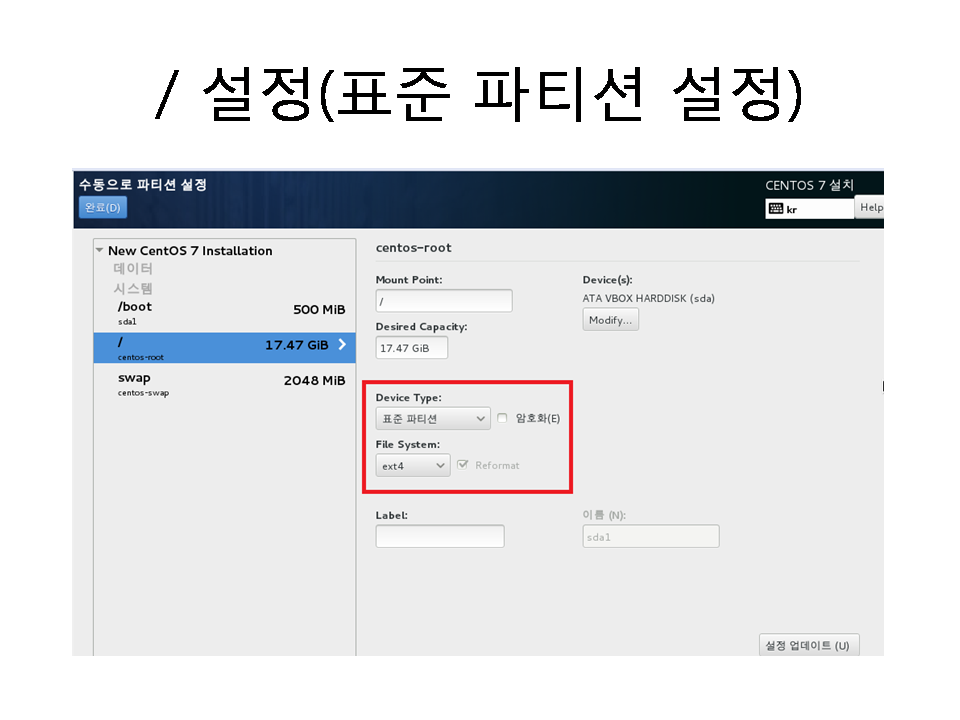 / 설정(표준 파티션 설정)
수동으로 파티션 설정
CENTOS 7 설치
완료(D)
kr
Help
New CentOS 7 Installation
데이터
시스템
/boot
500 MiB
sda1
/
17.47 GiB
centos-root
swap
2048 MiB
centos-swap
centos-root
Mount Point:
Device(s):
/
ATA VBOX HARDDISK (sda)
Modify...
Desired Capacity:
17.47 GiB
Device Type:
표준 파티션
암호화(E)
File System:
ext4
Reformat
Label:
이름 (N):
sda1
설정 업데이트 (U)